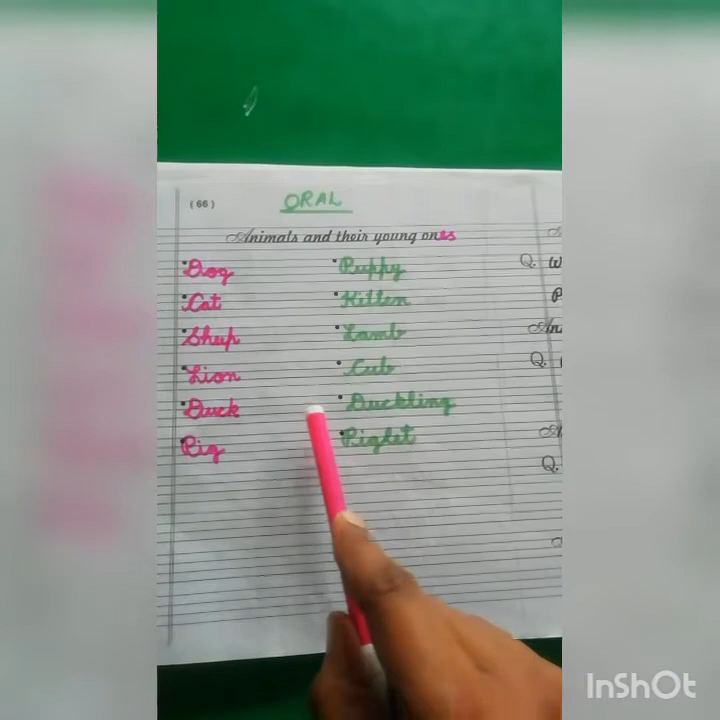 (66)
ORAL
Animals and their young ones
Dog Puppy
Cat Kitten
Sheep Lamb
Lion Cub
Duck Duckling
Pig Piglet
Q. W
P
An
Q.
Q.
InShOt